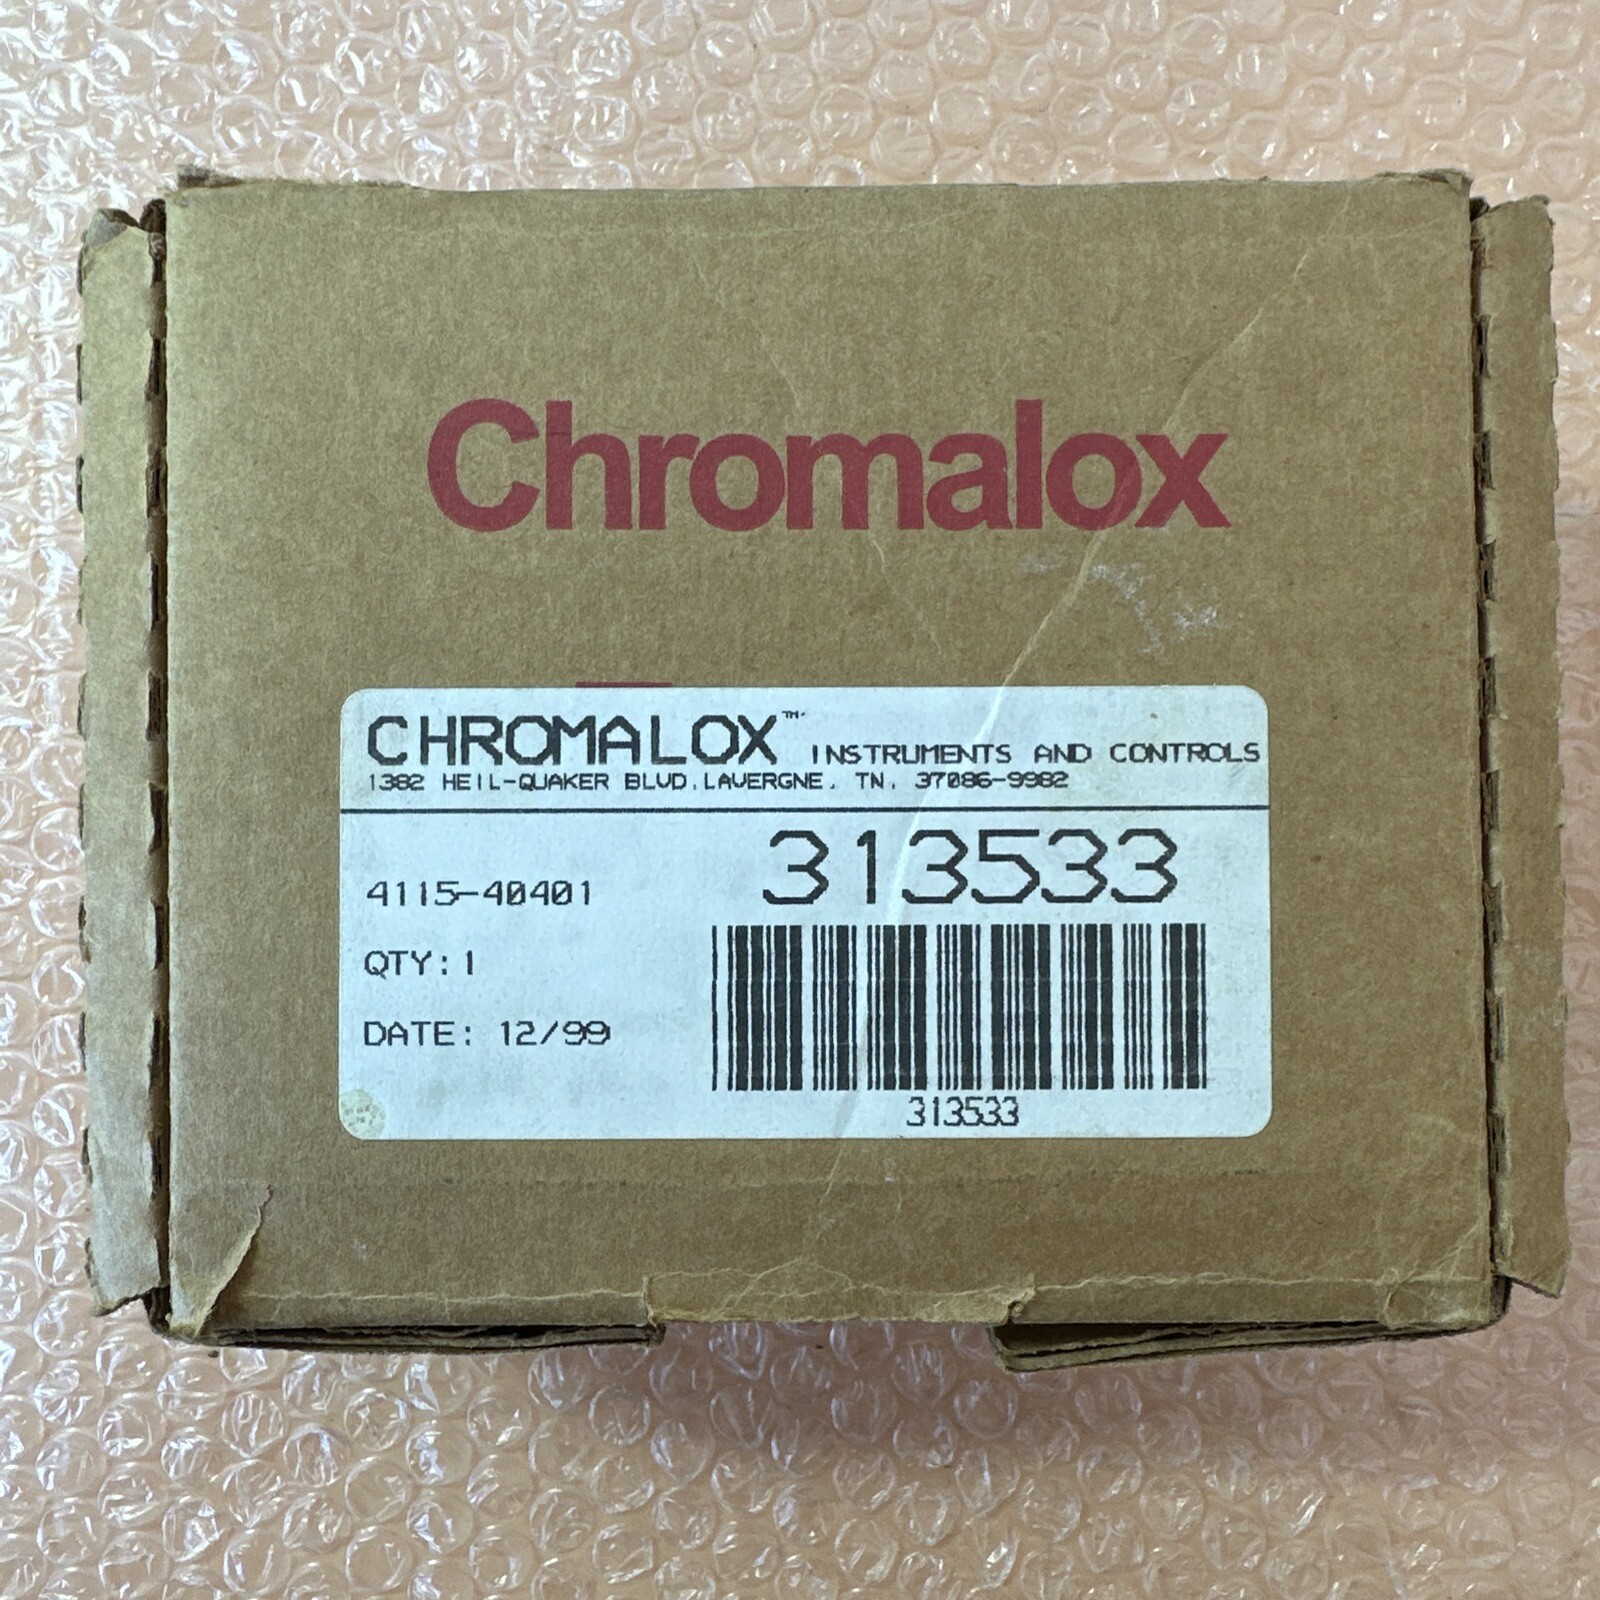 Chromalox
CHROMALOX™ INSTRUMENTS AND CONTROLS
1382 HEIL-QUAKER BLVD.LAVERGNE, TN. 37086-9982
313533
4115-40401
QTY:1
DATE: 12/99
313533